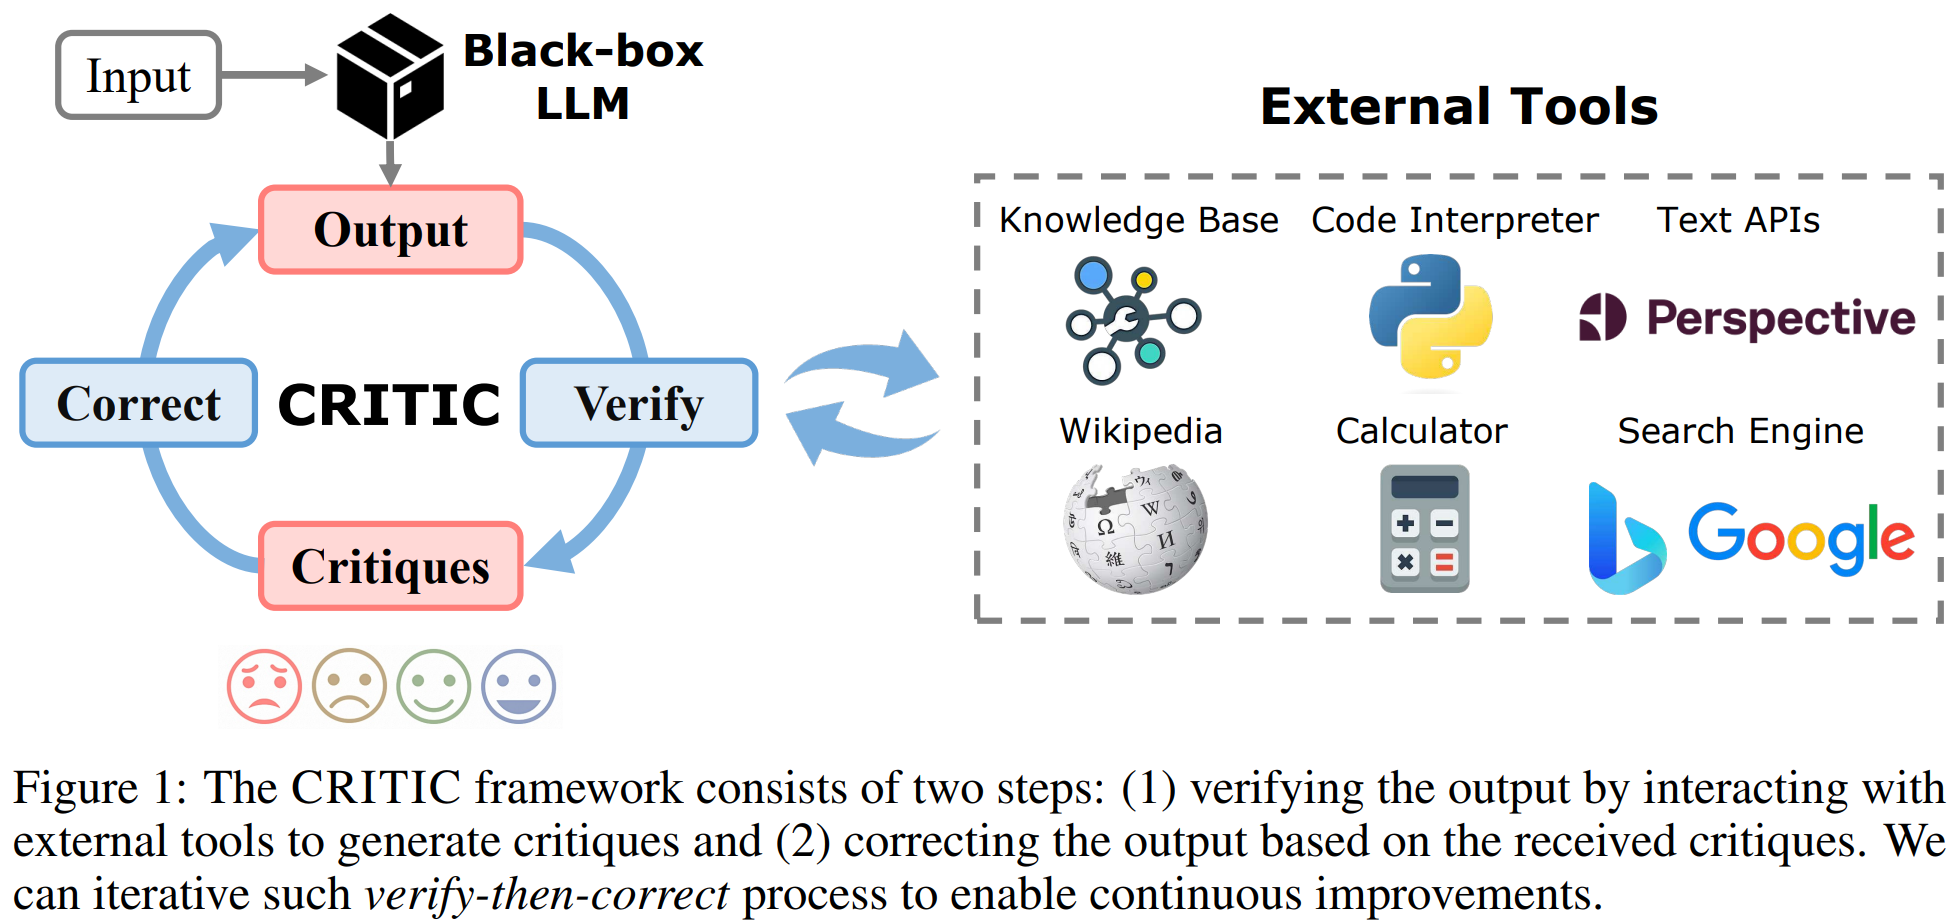 Input
Black-box
LLM
Output
Correct
CRITIC
Verify
Critiques
External Tools
Knowledge Base
Code Interpreter
Text APIs
Perspective
Wikipedia
Calculator
Search Engine
Ω
W
И
維
Google
Figure 1: The CRITIC framework consists of two steps: (1) verifying the output by interacting with
external tools to generate critiques and (2) correcting the output based on the received critiques. We
can iterative such verify-then-correct process to enable continuous improvements.